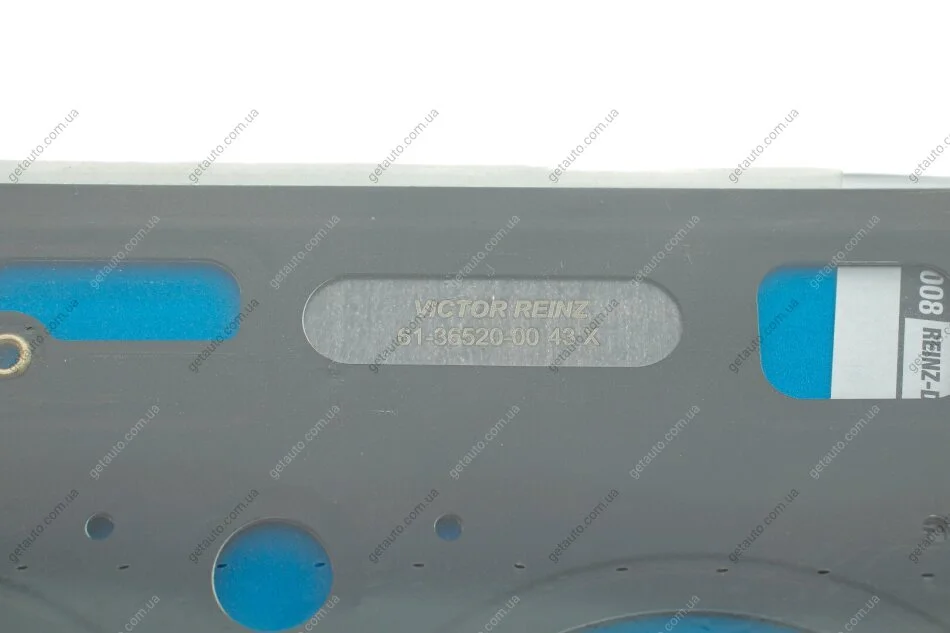 VICTOR REINZ
61-36520-00 43-X
008
REINZ-D
getauto.com.ua